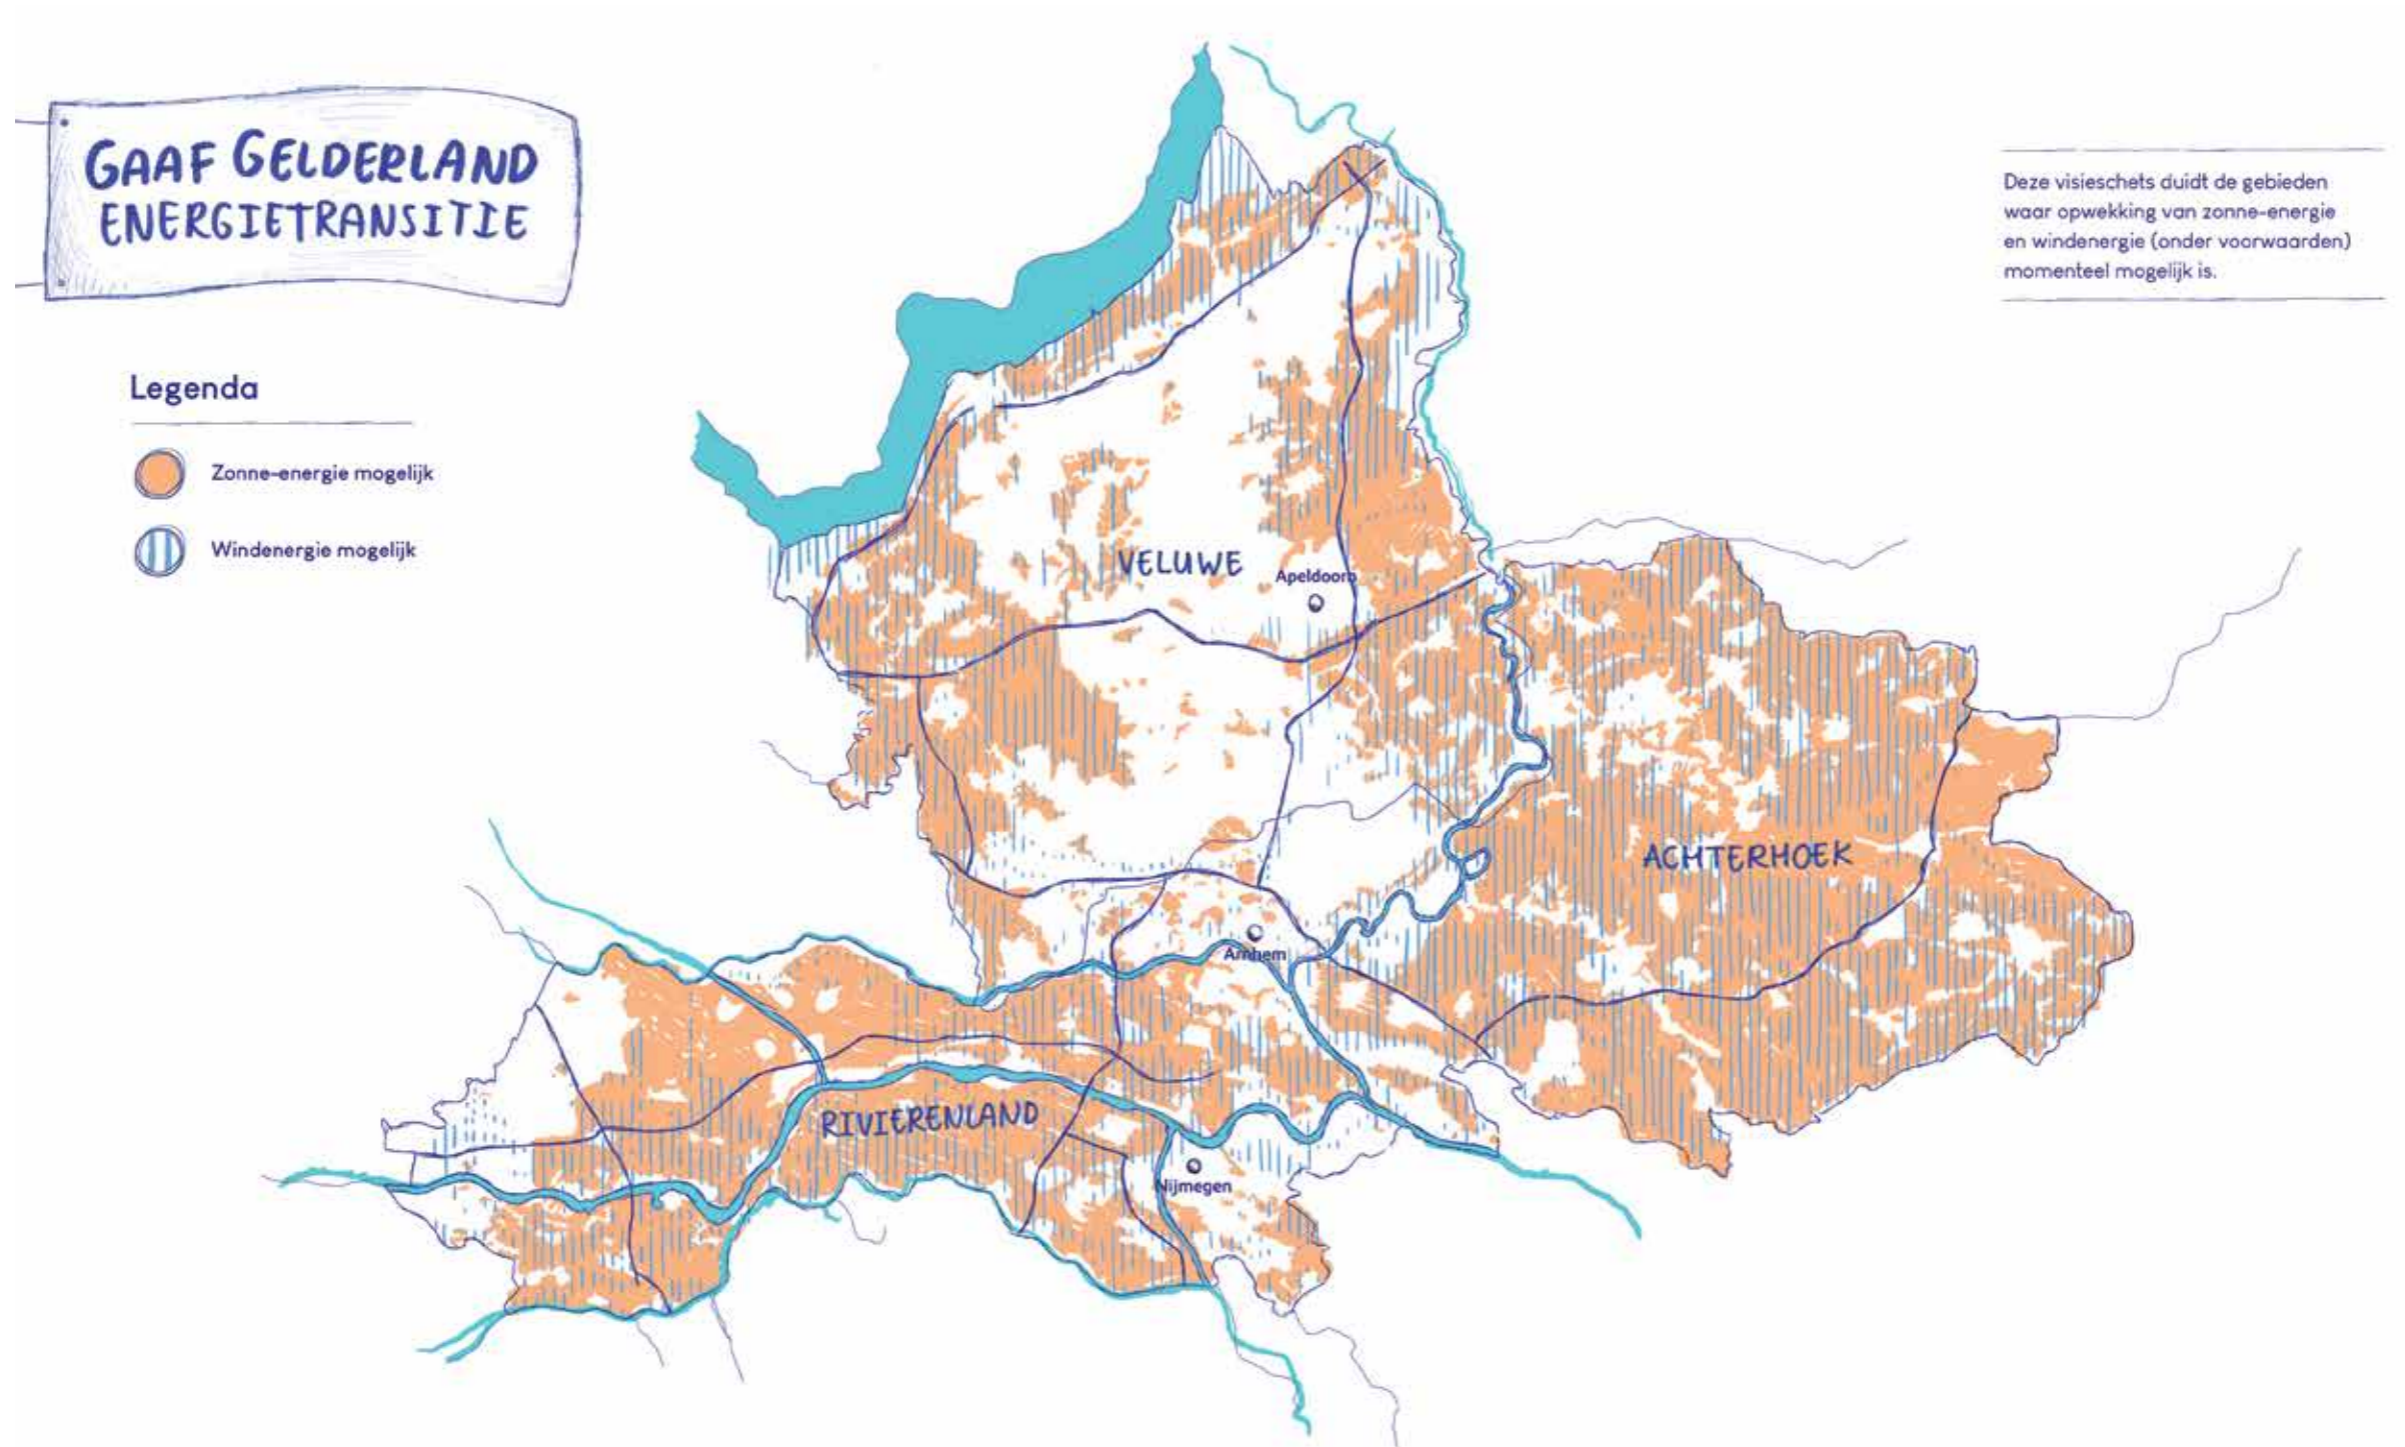 GAAF GELDERLAND
ENERGIETRANSITIE
Deze visieschets duidt de gebieden
waar opwekking van zonne-energie
en windenergie (onder voorwaarden)
momenteel mogelijk is.
Legenda
Zonne-energie mogelijk
Windenergie mogelijk
VELUWE
Apeldoorn
ACHTERHOEK
Arnhem
RIVIERENLAND
Nijmegen